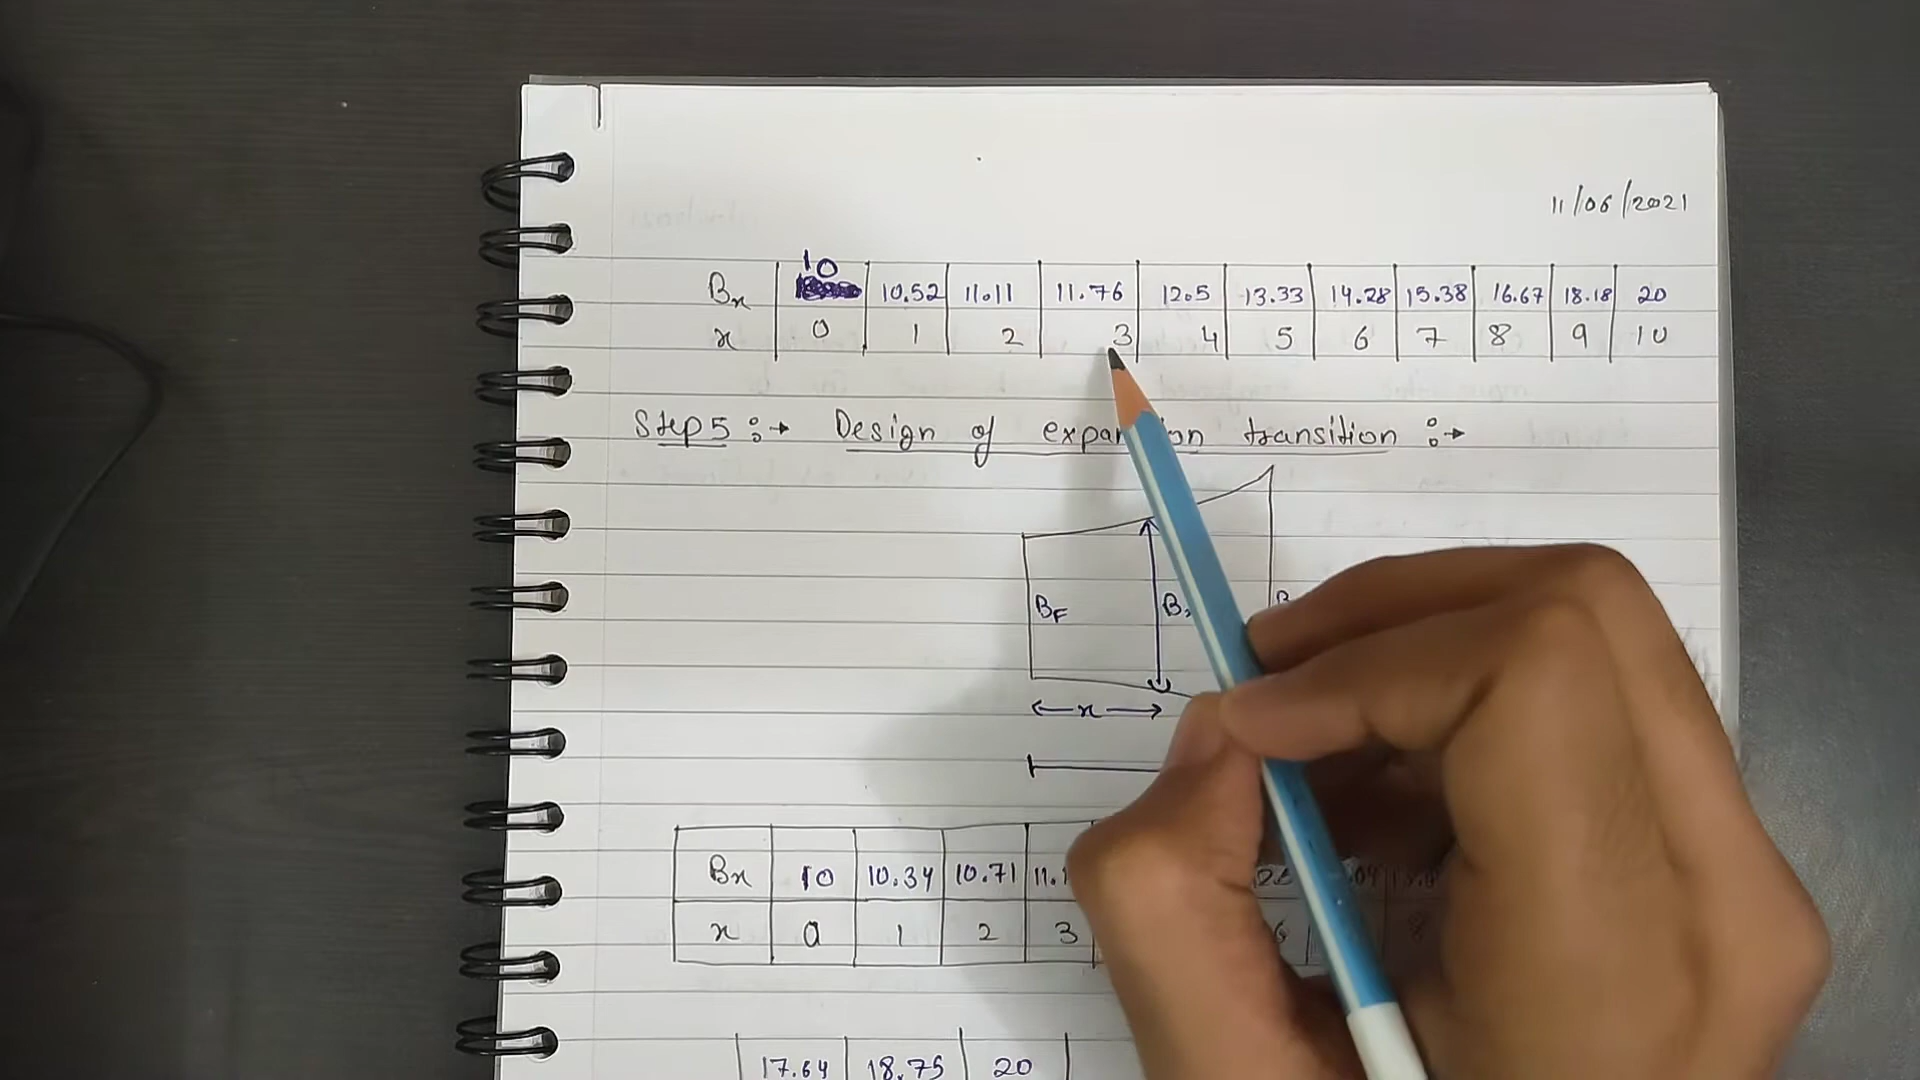 11/06/2021
10
Bx 10.52 11.11 11.76 12.5 13.33 14.28 15.38 16.67 18.18 20
x 0 1 2 3 4 5 6 7 8 9 10
Step 5 :→ Design of expansion transition :→
BF
x
Bx 10 10.34 10.71
x 0 1 2 3 6
17.64 18.75 20